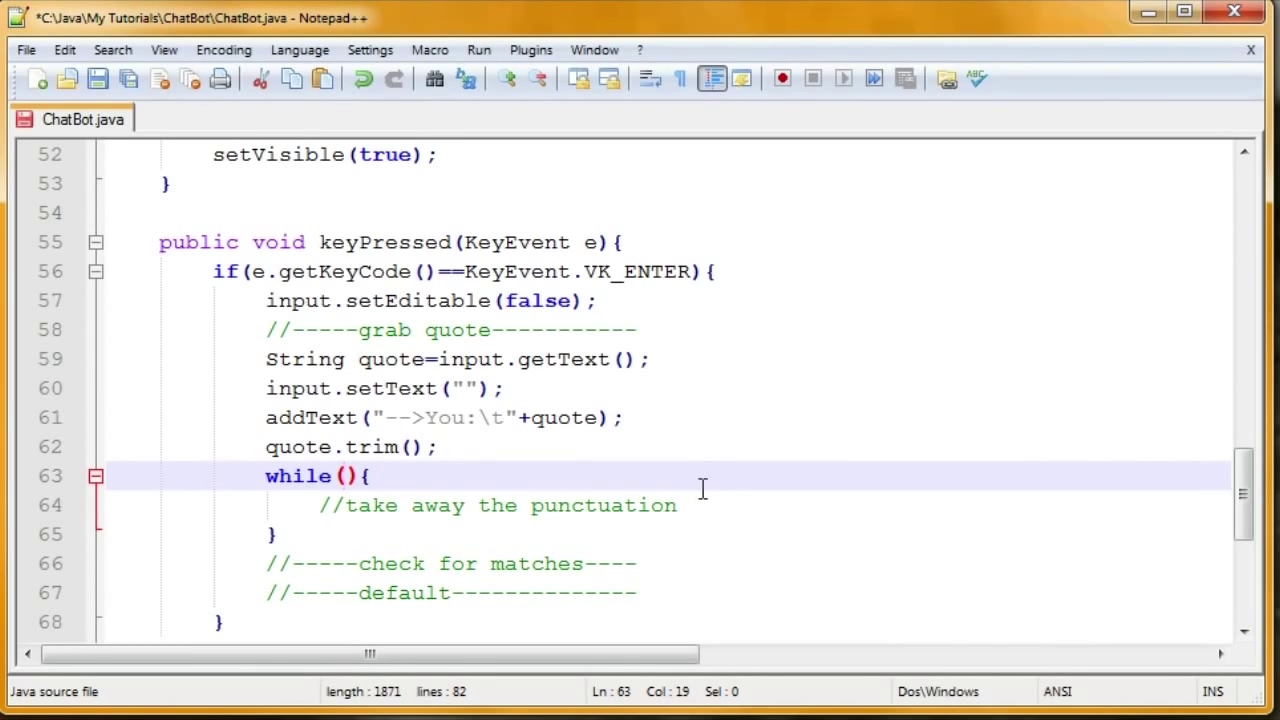 *C:\Java\My Tutorials\ChatBot\ChatBot.java - Notepad++
File Edit Search View Encoding Language Settings Macro Run Plugins Window ? X
ABC
ChatBot.java
52 setVisible(true);
53 }
54
55 public void keyPressed(KeyEvent e){
56 if(e.getKeyCode()==KeyEvent.VK_ENTER){
57 input.setEditable(false);
58 //-----grab quote-----------
59 String quote=input.getText();
60 input.setText("");
61 addText("-->You:\t"+quote);
62 quote.trim();
63 while(){
64 //take away the punctuation
65 }
66 //-----check for matches----
67 //-----default--------------
68 }
Java source file length : 1871 lines : 82 Ln : 63 Col : 19 Sel : 0 Dos\Windows ANSI INS